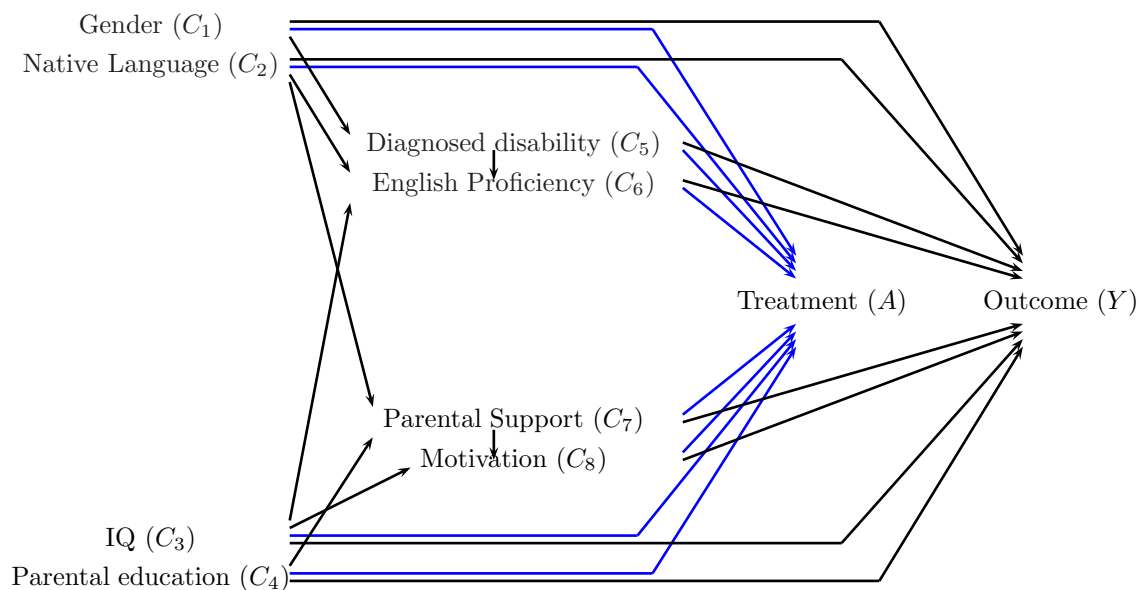 Gender (C₁)
Native Language (C₂)
Diagnosed disability (C₅)
English Proficiency (C₆)
Treatment (A)
Outcome (Y)
Parental Support (C₇)
Motivation (C₈)
IQ (C₃)
Parental education (C₄)